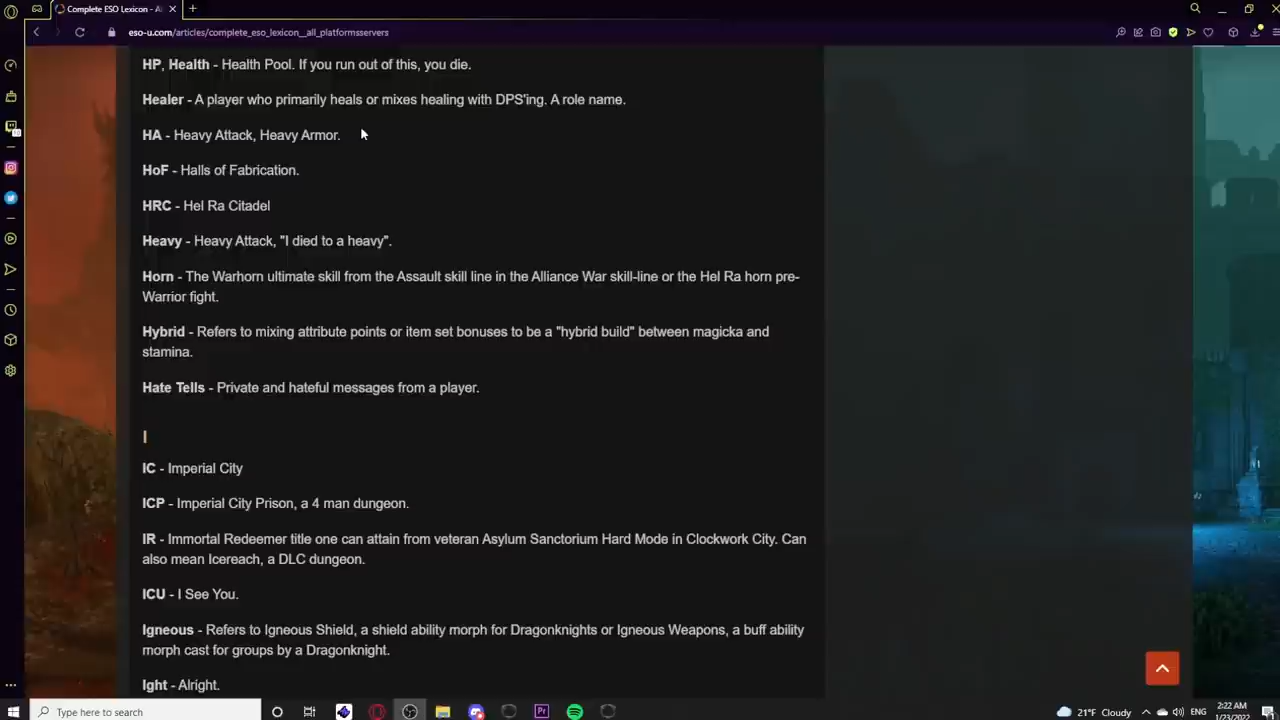 Complete ESO Lexicon - Al
eso-u.com/articles/complete_eso_lexicon__all_platformsservers
HP, Health - Health Pool. If you run out of this, you die.
Healer - A player who primarily heals or mixes healing with DPS'ing. A role name.
HA - Heavy Attack, Heavy Armor.
HoF - Halls of Fabrication.
HRC - Hel Ra Citadel
Heavy - Heavy Attack, "I died to a heavy".
Horn - The Warhorn ultimate skill from the Assault skill line in the Alliance War skill-line or the Hel Ra horn pre-
Warrior fight.
Hybrid - Refers to mixing attribute points or item set bonuses to be a "hybrid build" between magicka and
stamina.
Hate Tells - Private and hateful messages from a player.
I
IC - Imperial City
ICP - Imperial City Prison, a 4 man dungeon.
IR - Immortal Redeemer title one can attain from veteran Asylum Sanctorium Hard Mode in Clockwork City. Can
also mean Icereach, a DLC dungeon.
ICU - I See You.
Igneous - Refers to Igneous Shield, a shield ability morph for Dragonknights or Igneous Weapons, a buff ability
morph cast for groups by a Dragonknight.
Ight - Alright.
Type here to search
Pr
21°F Cloudy
ENG
2:22 AM
1/23/2022